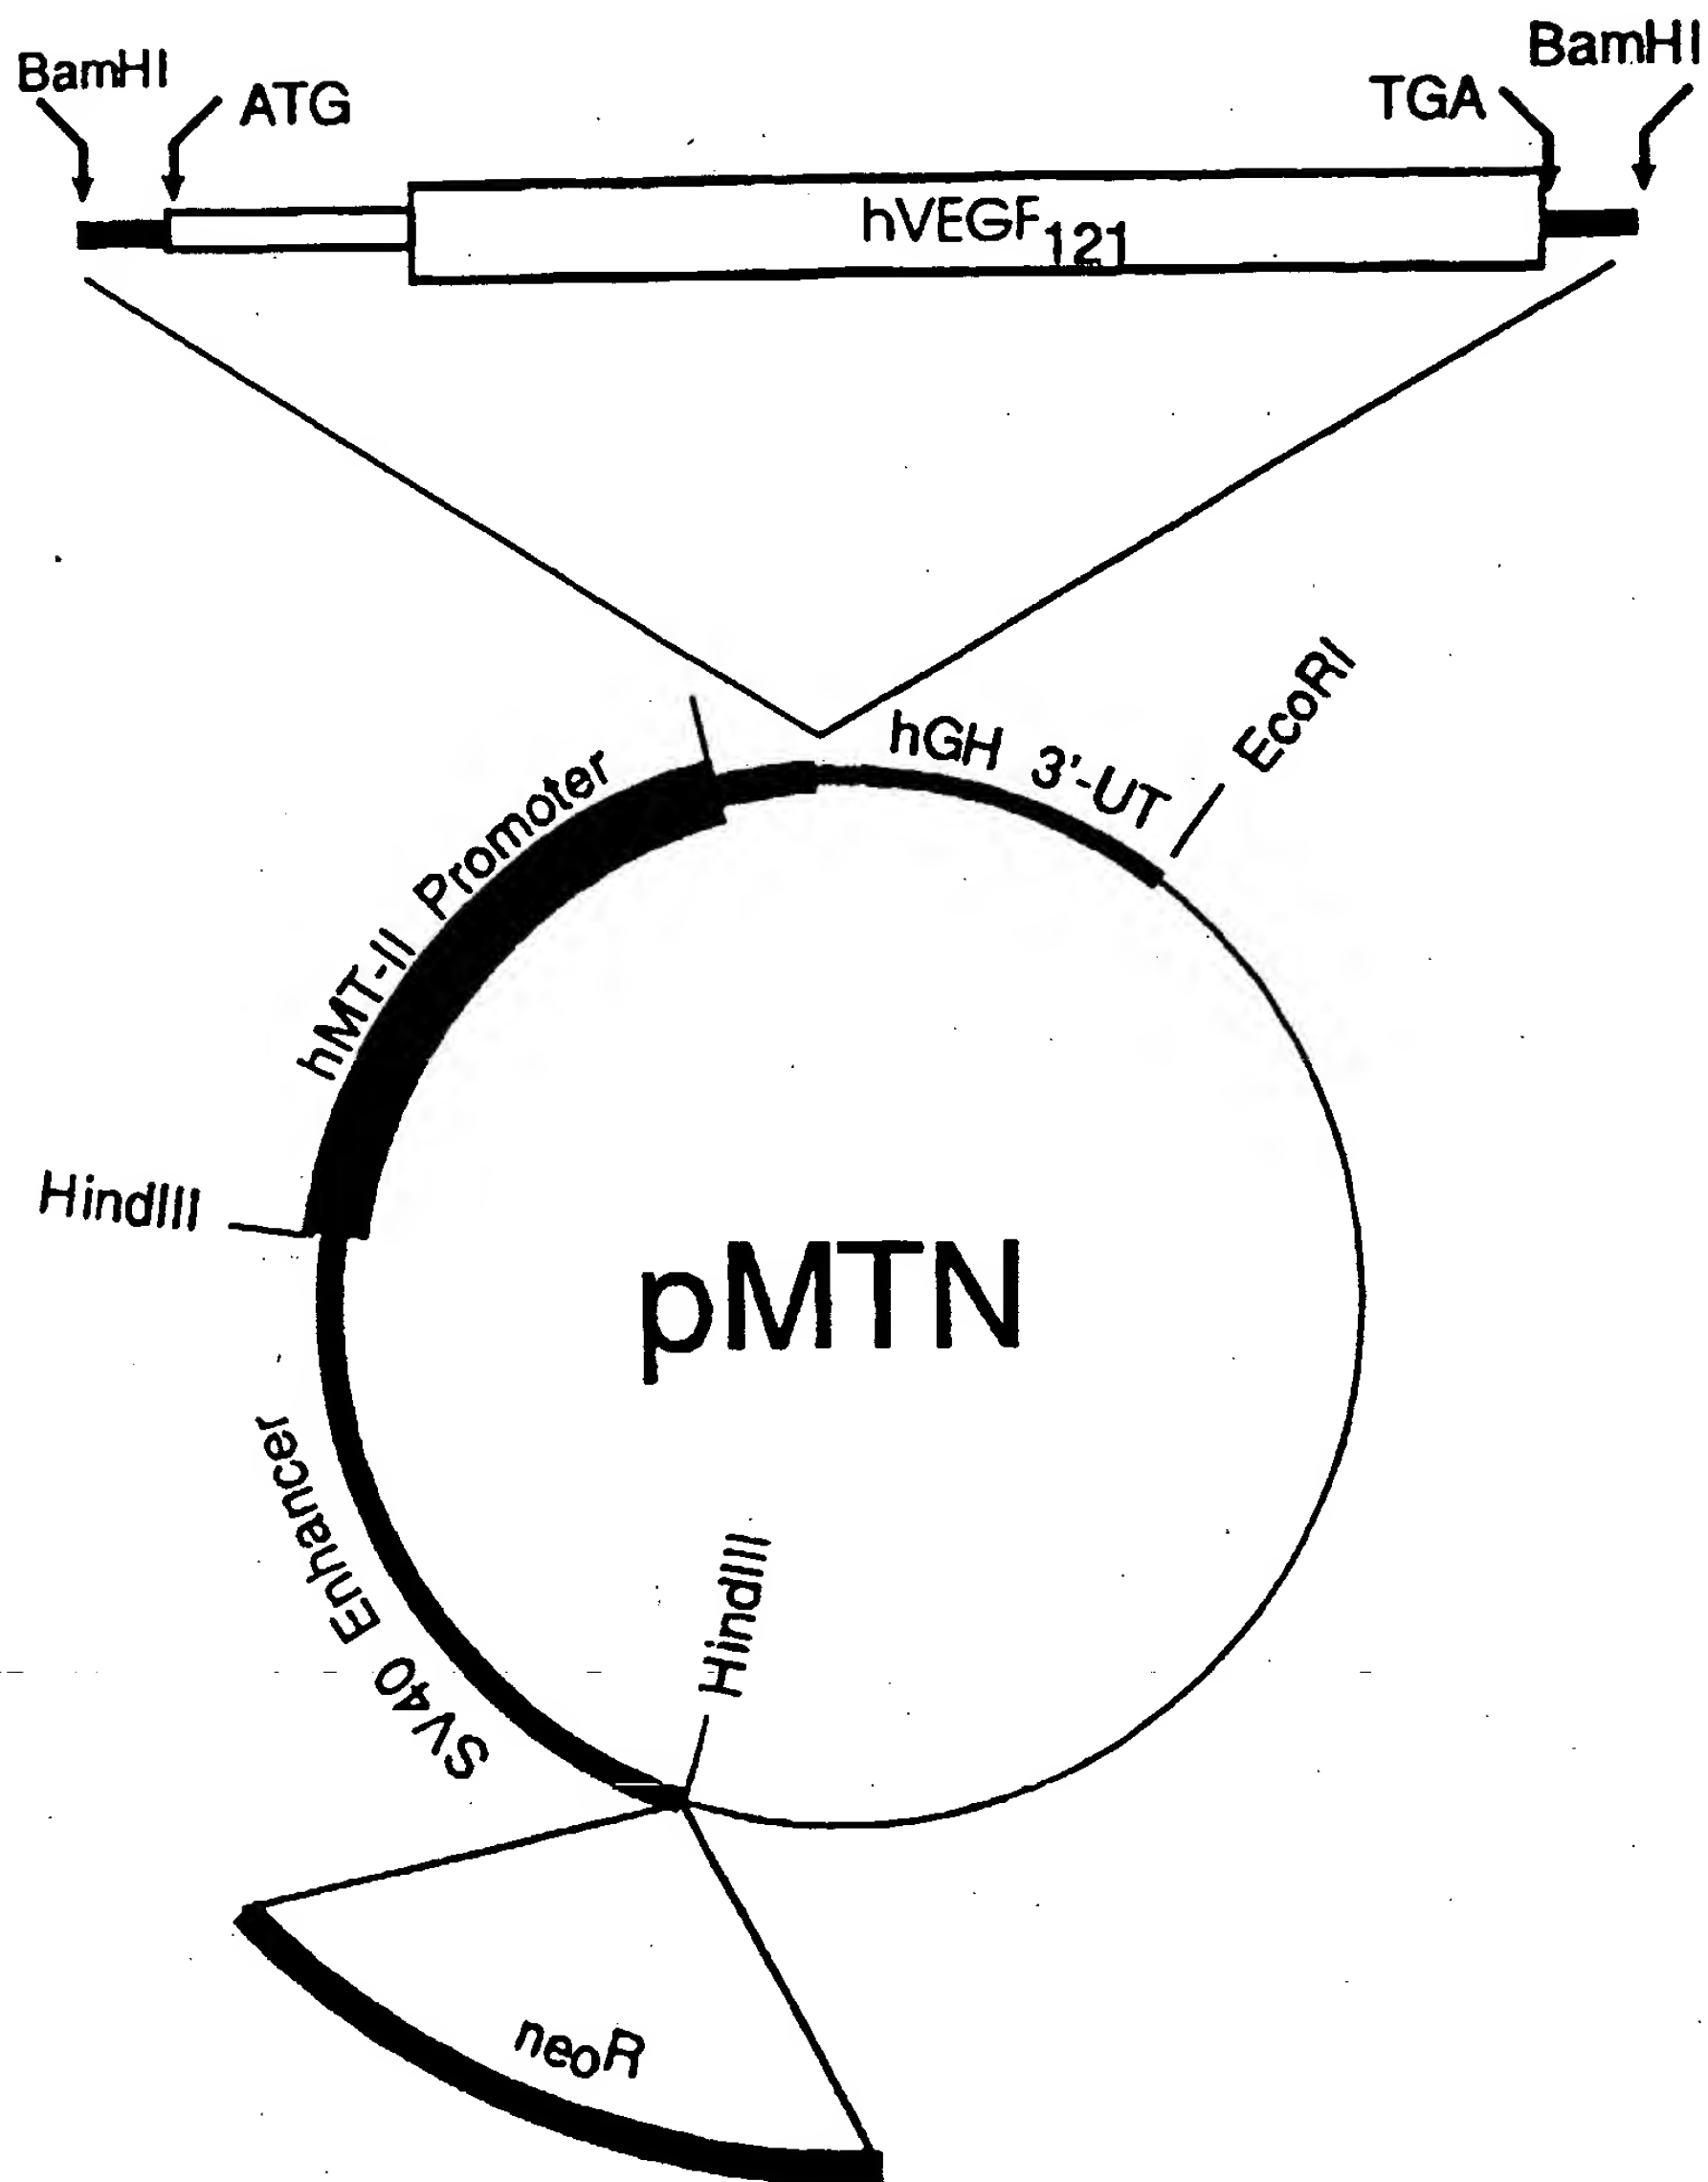 BamHI
BamHI
ATG
TGA
hVEGF121
hGH 3'-UT
EcoRI
hMT-II Promoter
HindIII
pMTN
SV40 Enhancer
HindIII
neoR